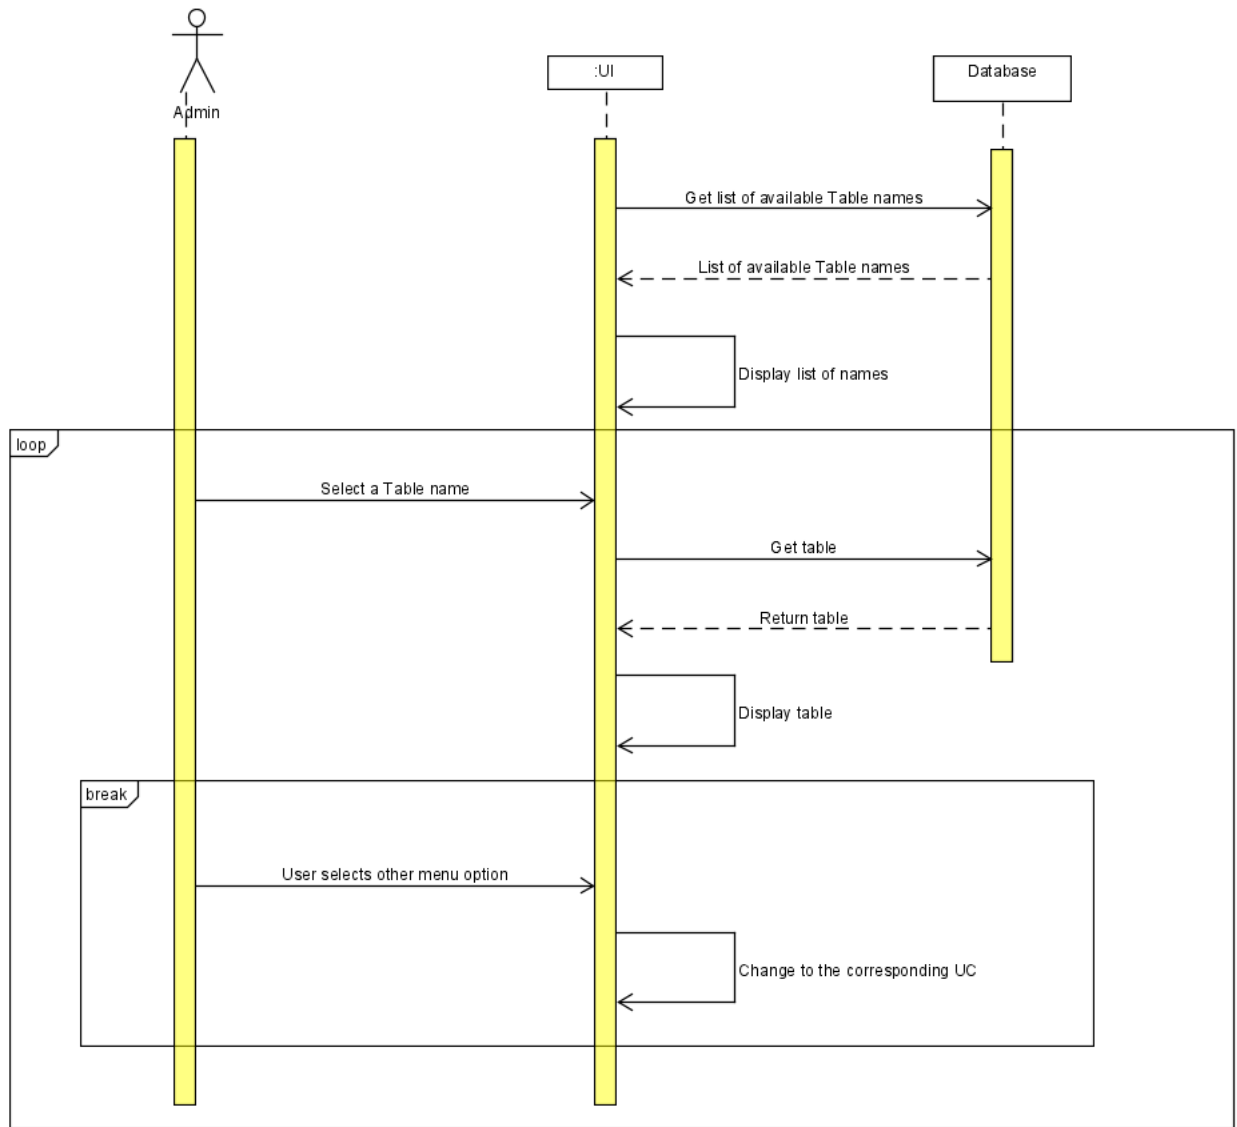 Admin
:UI
Database
Get list of available Table names
List of available Table names
Display list of names
loop
Select a Table name
Get table
Return table
Display table
break
User selects other menu option
Change to the corresponding UC